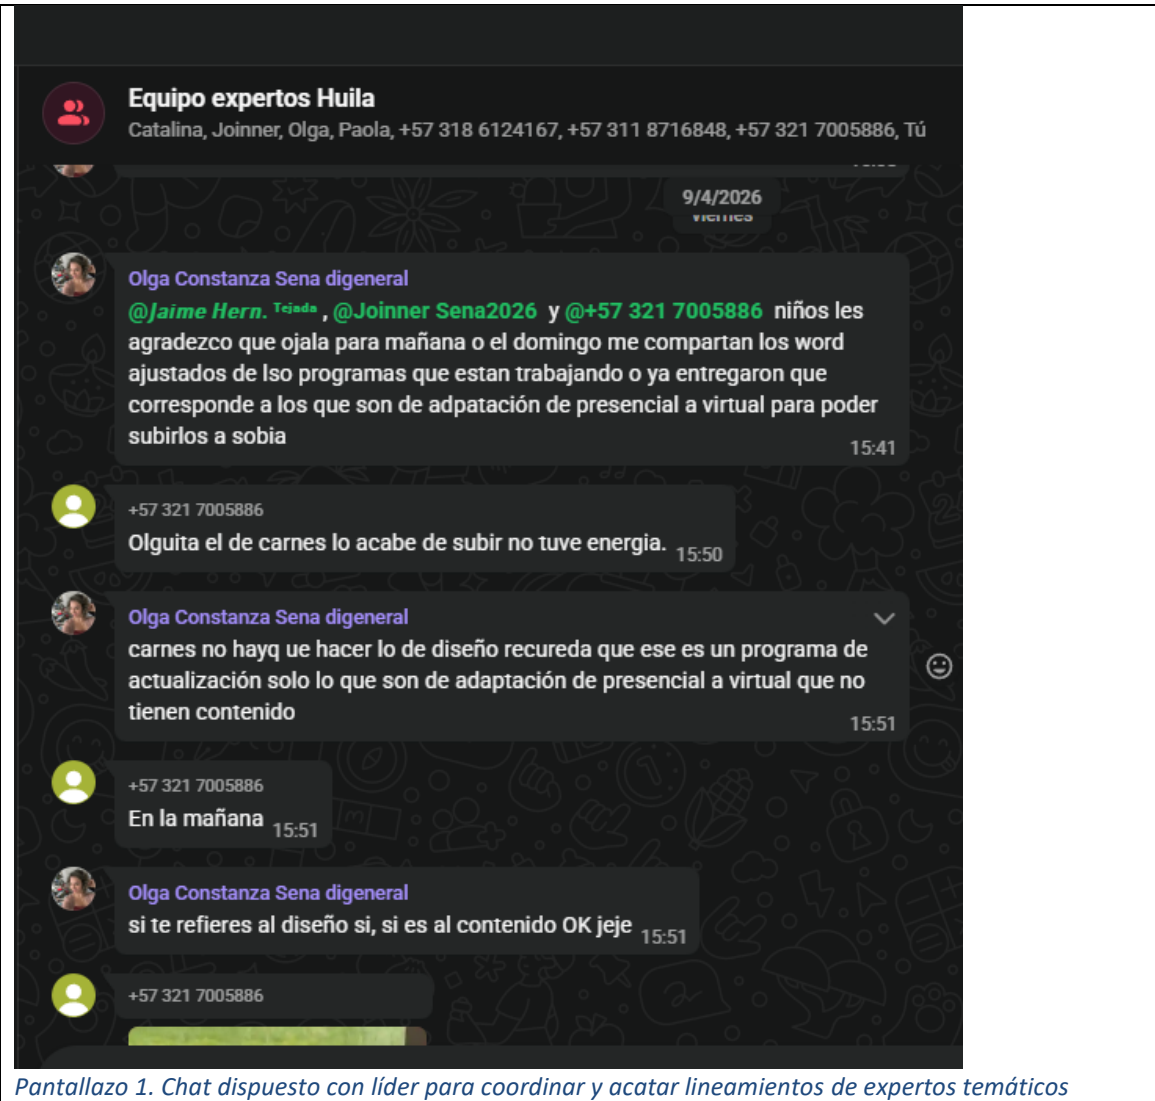 Equipo expertos Huila
Catalina, Joinner, Olga, Paola, +57 318 6124167, +57 311 8716848, +57 321 7005886, Tú
9/4/2026
viernes
Olga Constanza Sena digeneral
@Jaime Hern. Tejada , @Joinner Sena2026 y @+57 321 7005886 niños les
agradezco que ojala para mañana o el domingo me compartan los word
ajustados de lso programas que estan trabajando o ya entregaron que
corresponde a los que son de adpatación de presencial a virtual para poder
subirlos a sobia
15:41
+57 321 7005886
Olguita el de carnes lo acabe de subir no tuve energia. 15:50
Olga Constanza Sena digeneral
carnes no hayq ue hacer lo de diseño recureda que ese es un programa de
actualización solo lo que son de adaptación de presencial a virtual que no
tienen contenido
15:51
+57 321 7005886
En la mañana 15:51
Olga Constanza Sena digeneral
si te refieres al diseño si, si es al contenido OK jeje 15:51
+57 321 7005886
Pantallazo 1. Chat dispuesto con líder para coordinar y acatar lineamientos de expertos temáticos